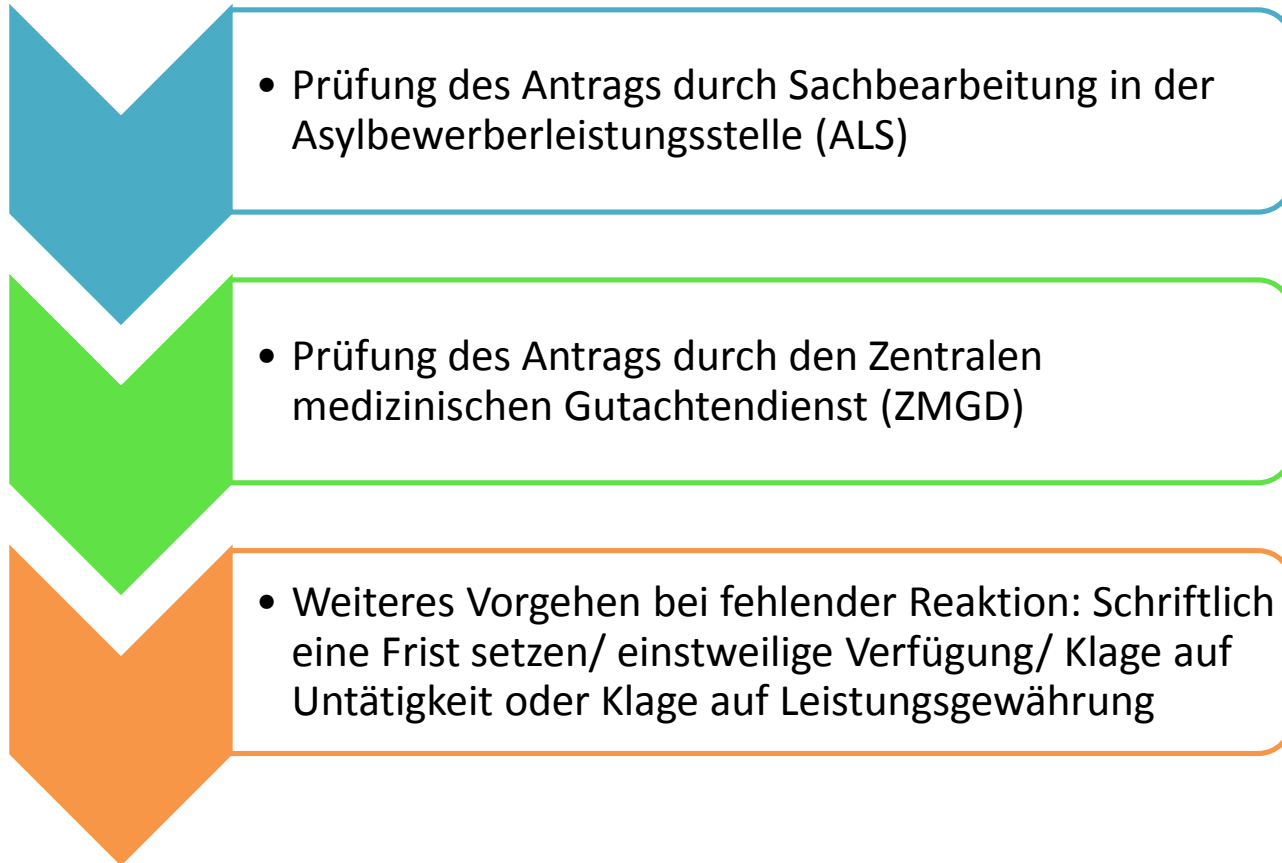 • Prüfung des Antrags durch Sachbearbeitung in der
Asylbewerberleistungsstelle (ALS)
• Prüfung des Antrags durch den Zentralen
medizinischen Gutachtendienst (ZMGD)
• Weiteres Vorgehen bei fehlender Reaktion: Schriftlich
eine Frist setzen/ einstweilige Verfügung/ Klage auf
Untätigkeit oder Klage auf Leistungsgewährung